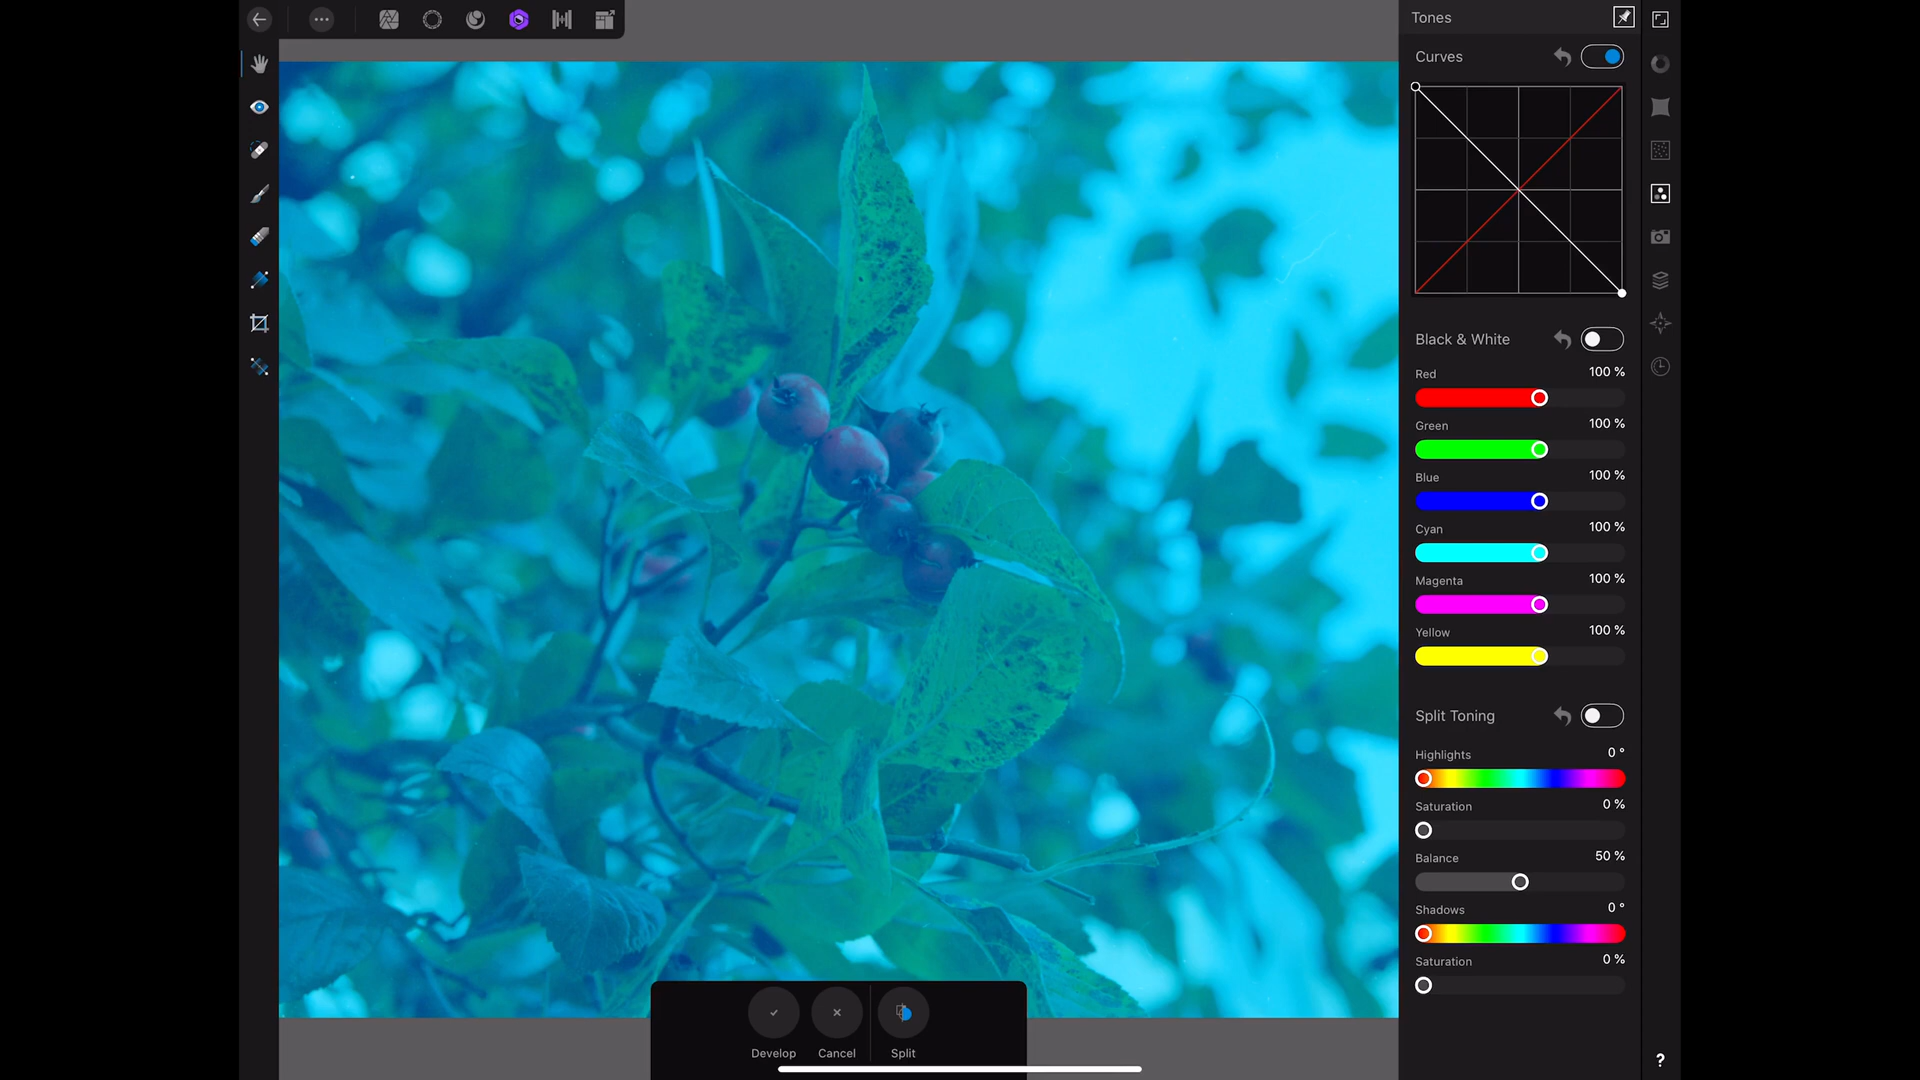 Tones
Curves
Black & White
Red 100 %
Green 100 %
Blue 100 %
Cyan 100 %
Magenta 100 %
Yellow 100 %
Split Toning
Highlights 0 °
Saturation 0 %
Balance 50 %
Shadows 0 °
Saturation 0 %
Develop Cancel Split
?